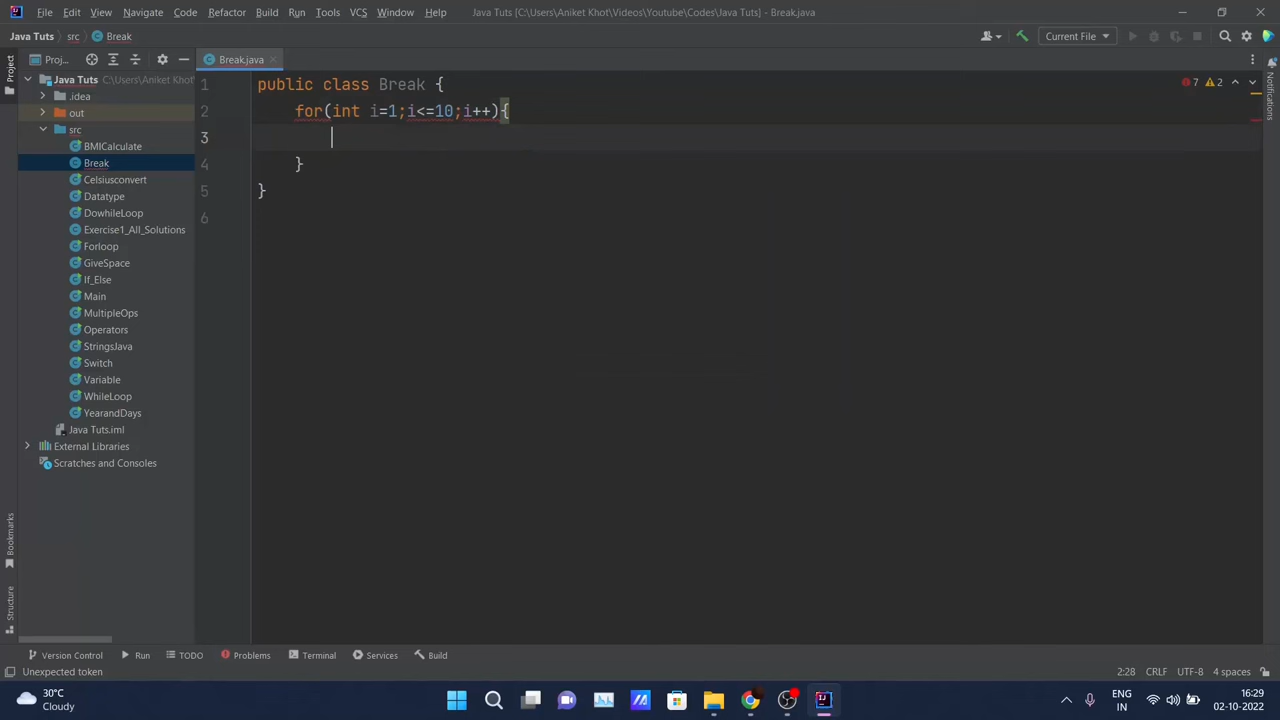 File Edit View Navigate Code Refactor Build Run Tools VCS Window Help Java Tuts [C:\Users\Aniket Khot\Videos\Youtube\Codes\Java Tuts] - Break.java
Java Tuts src Break Current File
Project Proj... Break.java
Java Tuts C:\Users\Aniket Khot\
.idea
out
src
BMICalculate
Break
Celsiusconvert
Datatype
DowhileLoop
Exercise1_All_Solutions
Forloop
GiveSpace
If_Else
Main
MultipleOps
Operators
StringsJava
Switch
Variable
WhileLoop
YearandDays
Java Tuts.iml
External Libraries
Scratches and Consoles
Bookmarks
Structure
1 public class Break {
2 for(int i=1;i<=10;i++){
3
4 }
5 }
6
7 2
Notifications
Version Control Run TODO Problems Terminal Services Build
Unexpected token 2:28 CRLF UTF-8 4 spaces
30°C
Cloudy
ENG
IN
16:29
02-10-2022